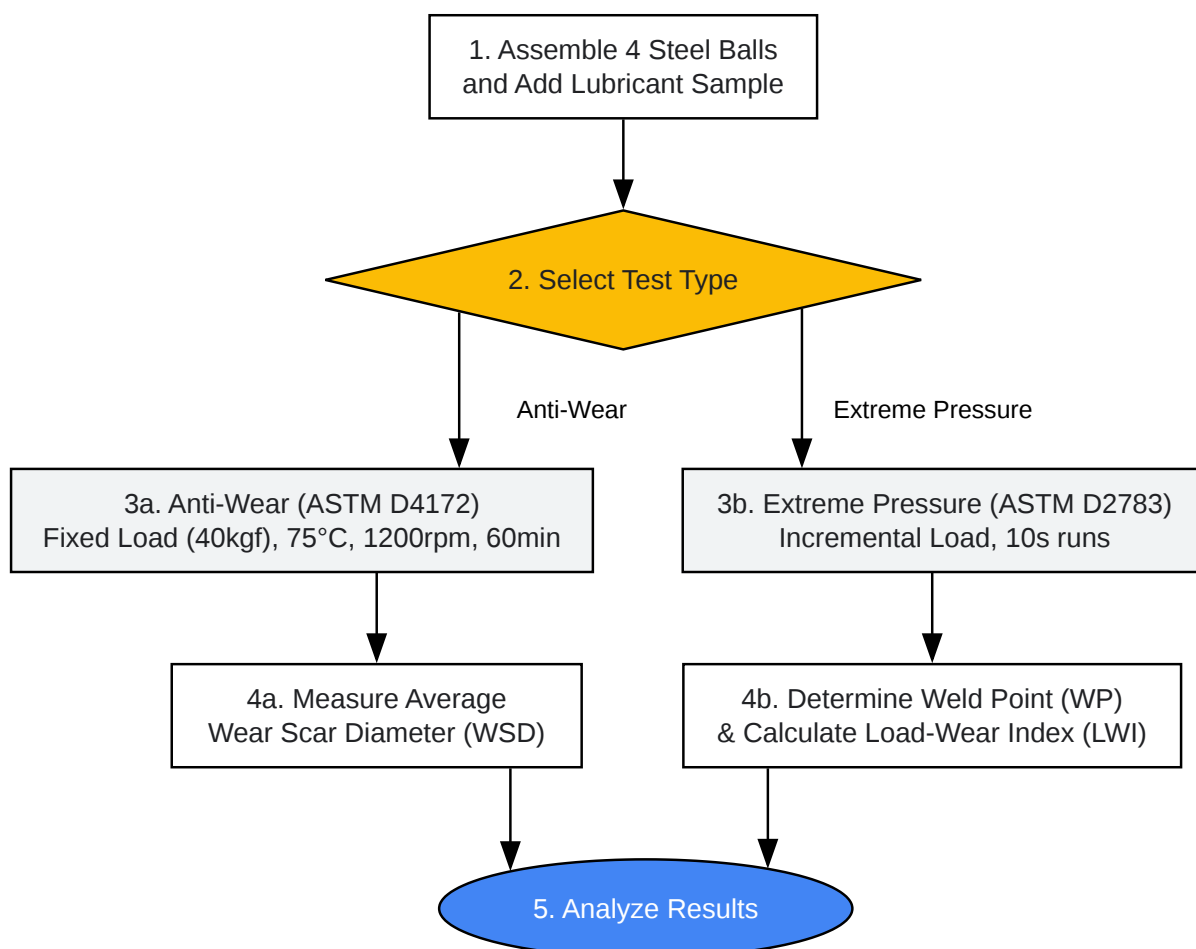 1. Assemble 4 Steel Balls
and Add Lubricant Sample
2. Select Test Type
Anti-Wear
Extreme Pressure
3a. Anti-Wear (ASTM D4172)
Fixed Load (40kgf), 75°C, 1200rpm, 60min
3b. Extreme Pressure (ASTM D2783)
Incremental Load, 10s runs
4a. Measure Average
Wear Scar Diameter (WSD)
4b. Determine Weld Point (WP)
& Calculate Load-Wear Index (LWI)
5. Analyze Results